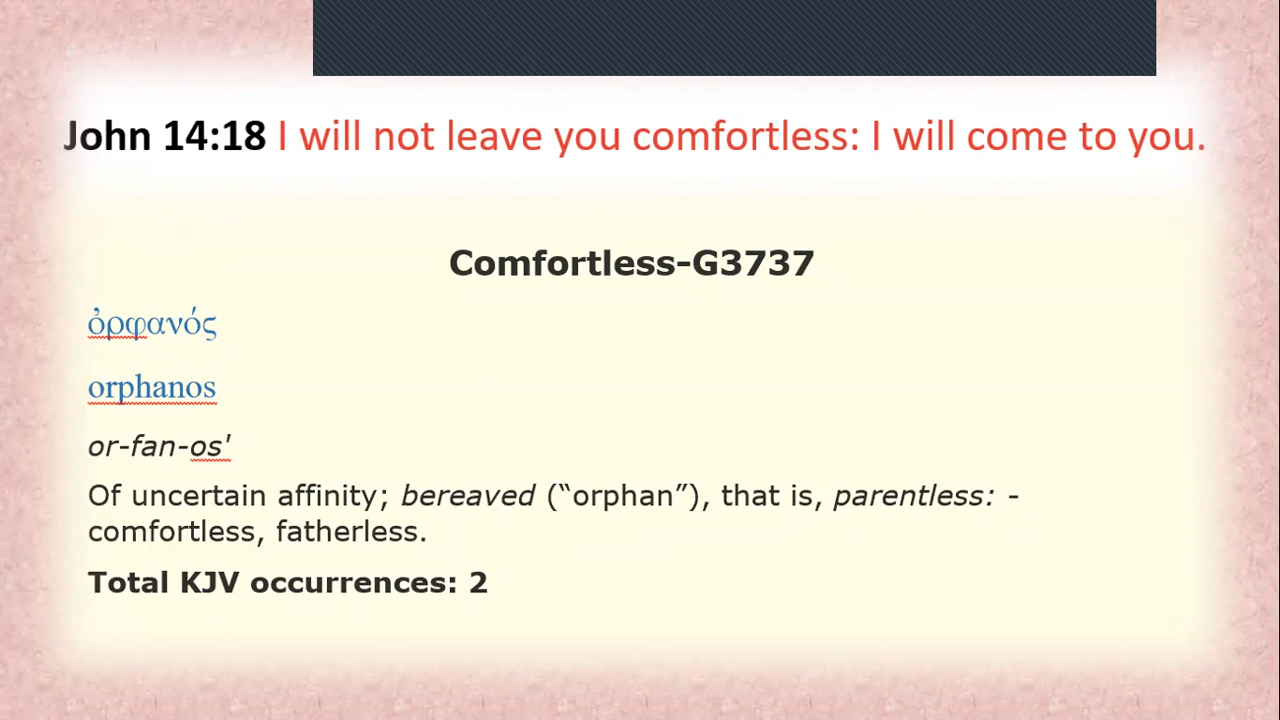 John 14:18 I will not leave you comfortless: I will come to you.
Comfortless-G3737
ὀρφανός
orphanos
or-fan-os'
Of uncertain affinity; bereaved (“orphan”), that is, parentless: -
comfortless, fatherless.
Total KJV occurrences: 2